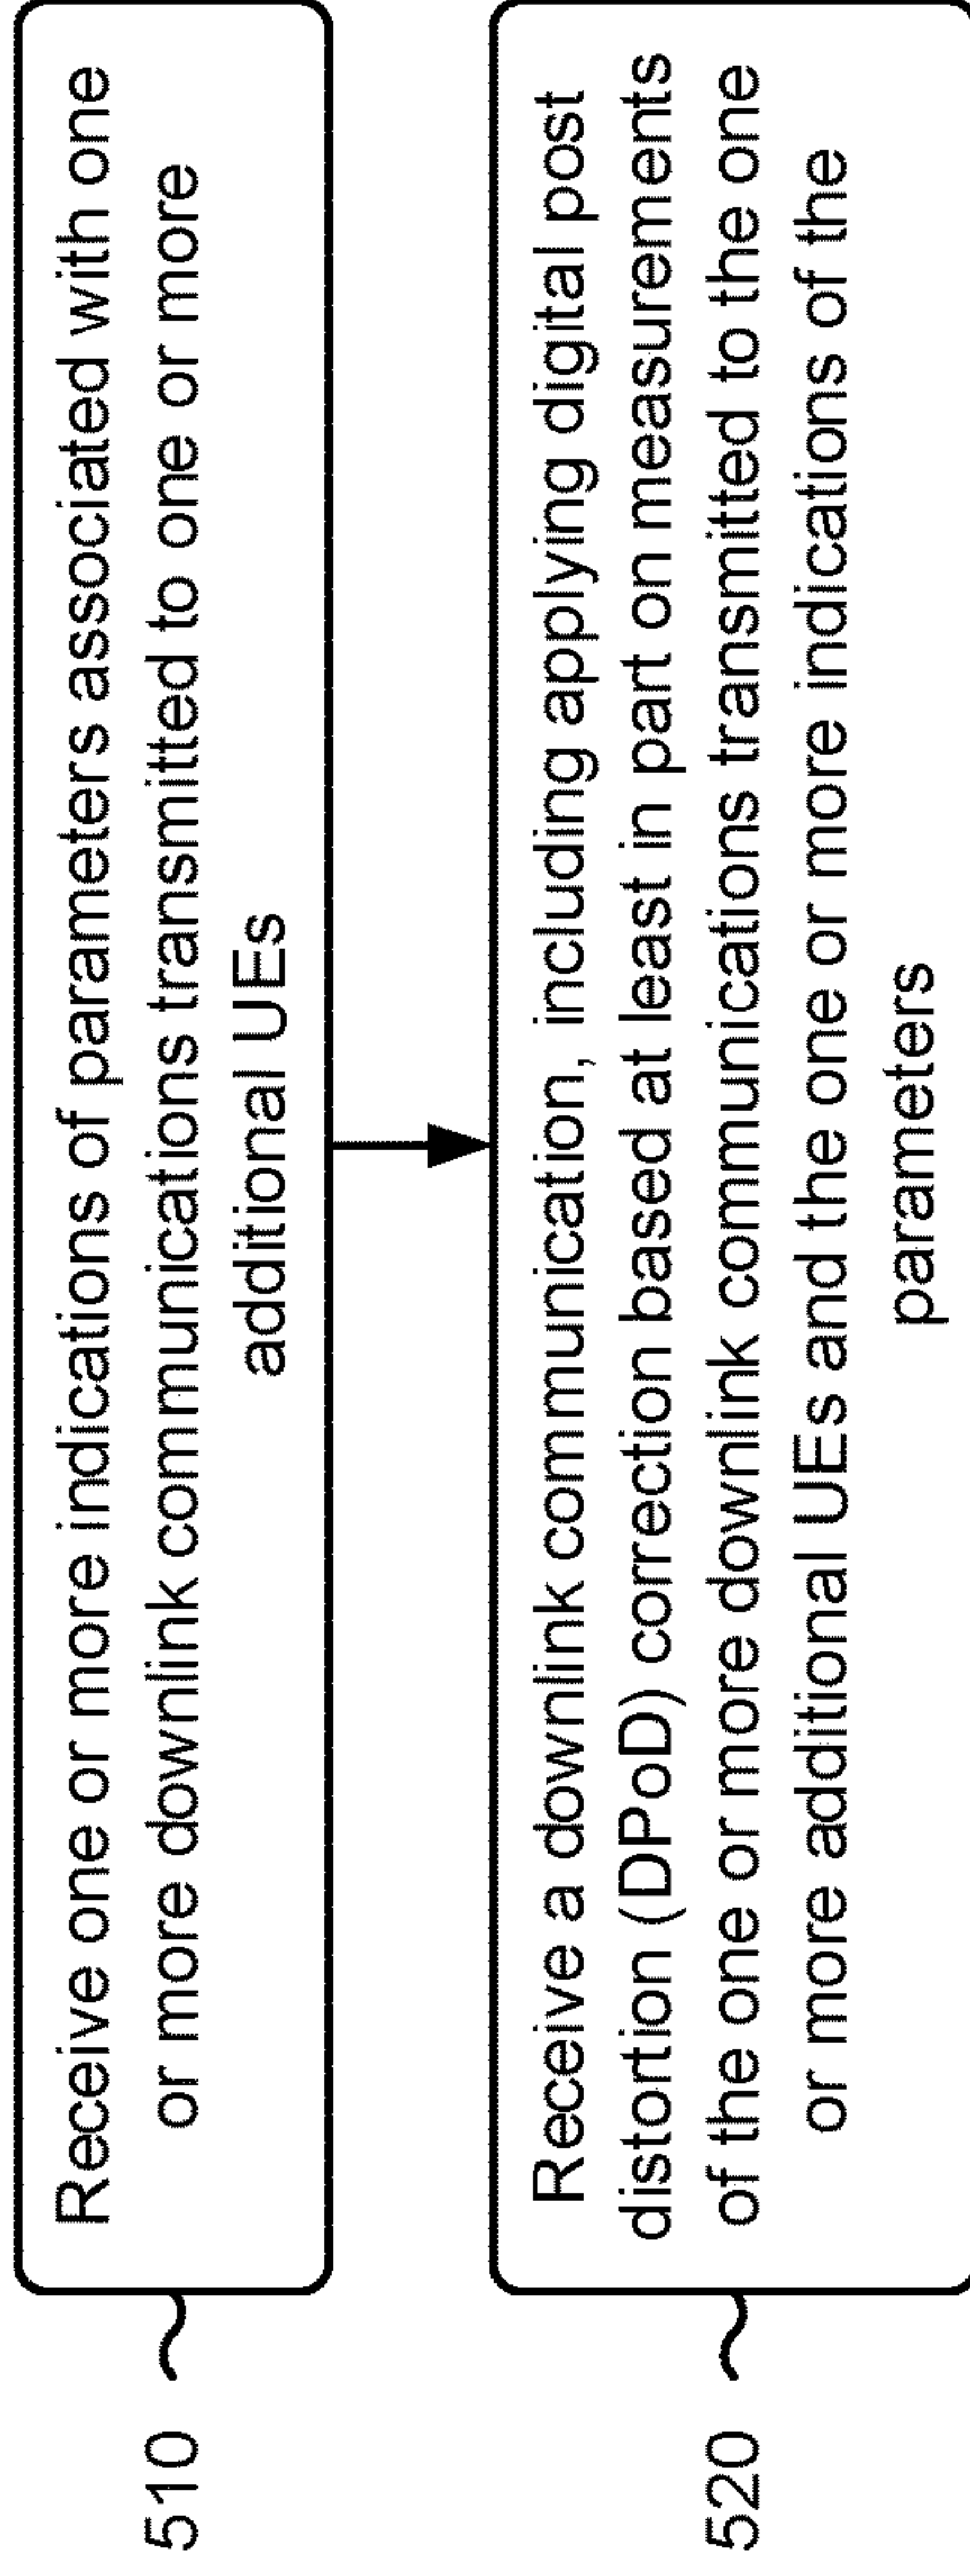 510
Receive one or more indications of parameters associated with one
or more downlink communications transmitted to one or more
additional UEs
520
Receive a downlink communication, including applying digital post
distortion (DPoD) correction based at least in part on measurements
of the one or more downlink communications transmitted to the one
or more additional UEs and the one or more indications of the
parameters